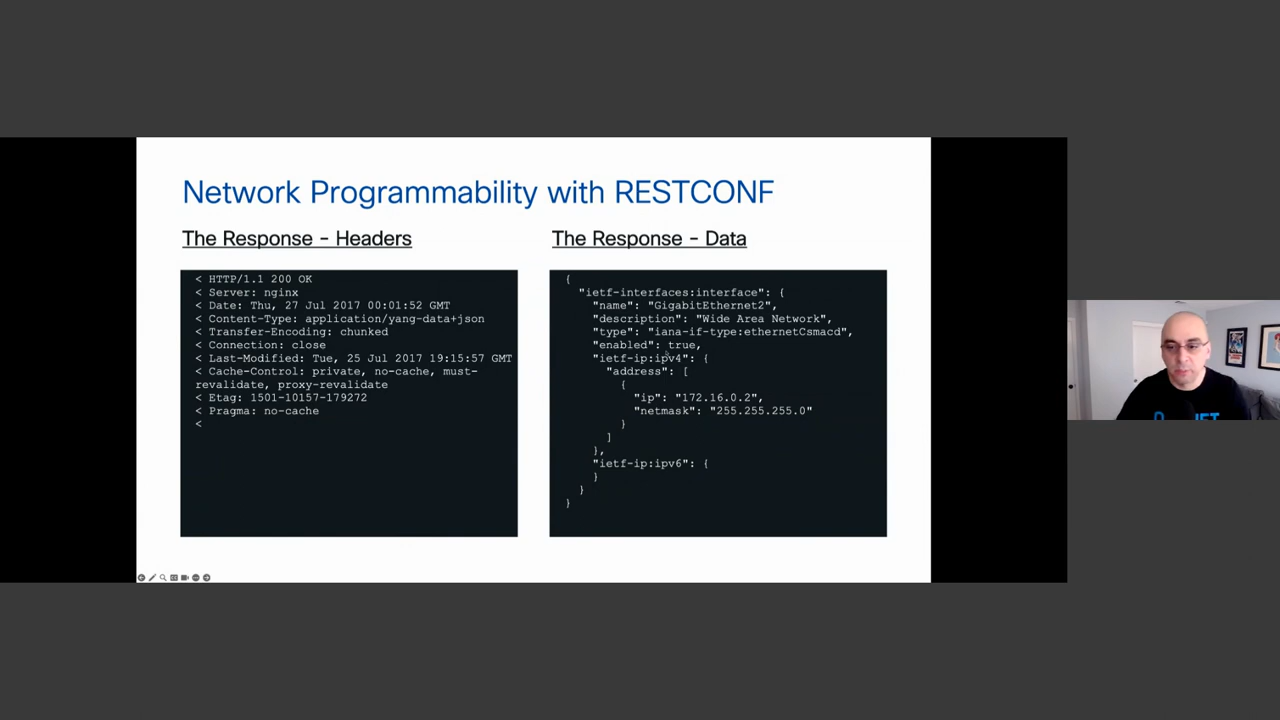 Network Programmability with RESTCONF
The Response - Headers
< HTTP/1.1 200 OK
< Server: nginx
< Date: Thu, 27 Jul 2017 00:01:52 GMT
< Content-Type: application/yang-data+json
< Transfer-Encoding: chunked
< Connection: close
< Last-Modified: Tue, 25 Jul 2017 19:15:57 GMT
< Cache-Control: private, no-cache, must-
revalidate, proxy-revalidate
< Etag: 1501-10157-179272
< Pragma: no-cache
<
The Response - Data
{
"ietf-interfaces:interface": {
"name": "GigabitEthernet2",
"description": "Wide Area Network",
"type": "iana-if-type:ethernetCsmacd",
"enabled": true,
"ietf-ip:ipv4": {
"address": [
{
"ip": "172.16.0.2",
"netmask": "255.255.255.0"
}
]
},
"ietf-ip:ipv6": {
}
}
}